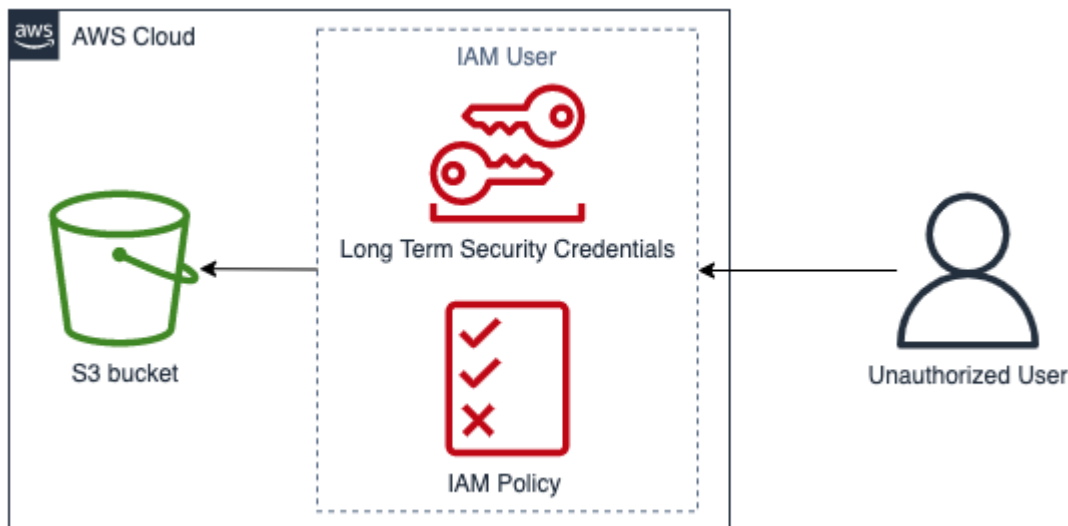 aws
AWS Cloud
IAM User
Long Term Security Credentials
S3 bucket
Unauthorized User
IAM Policy